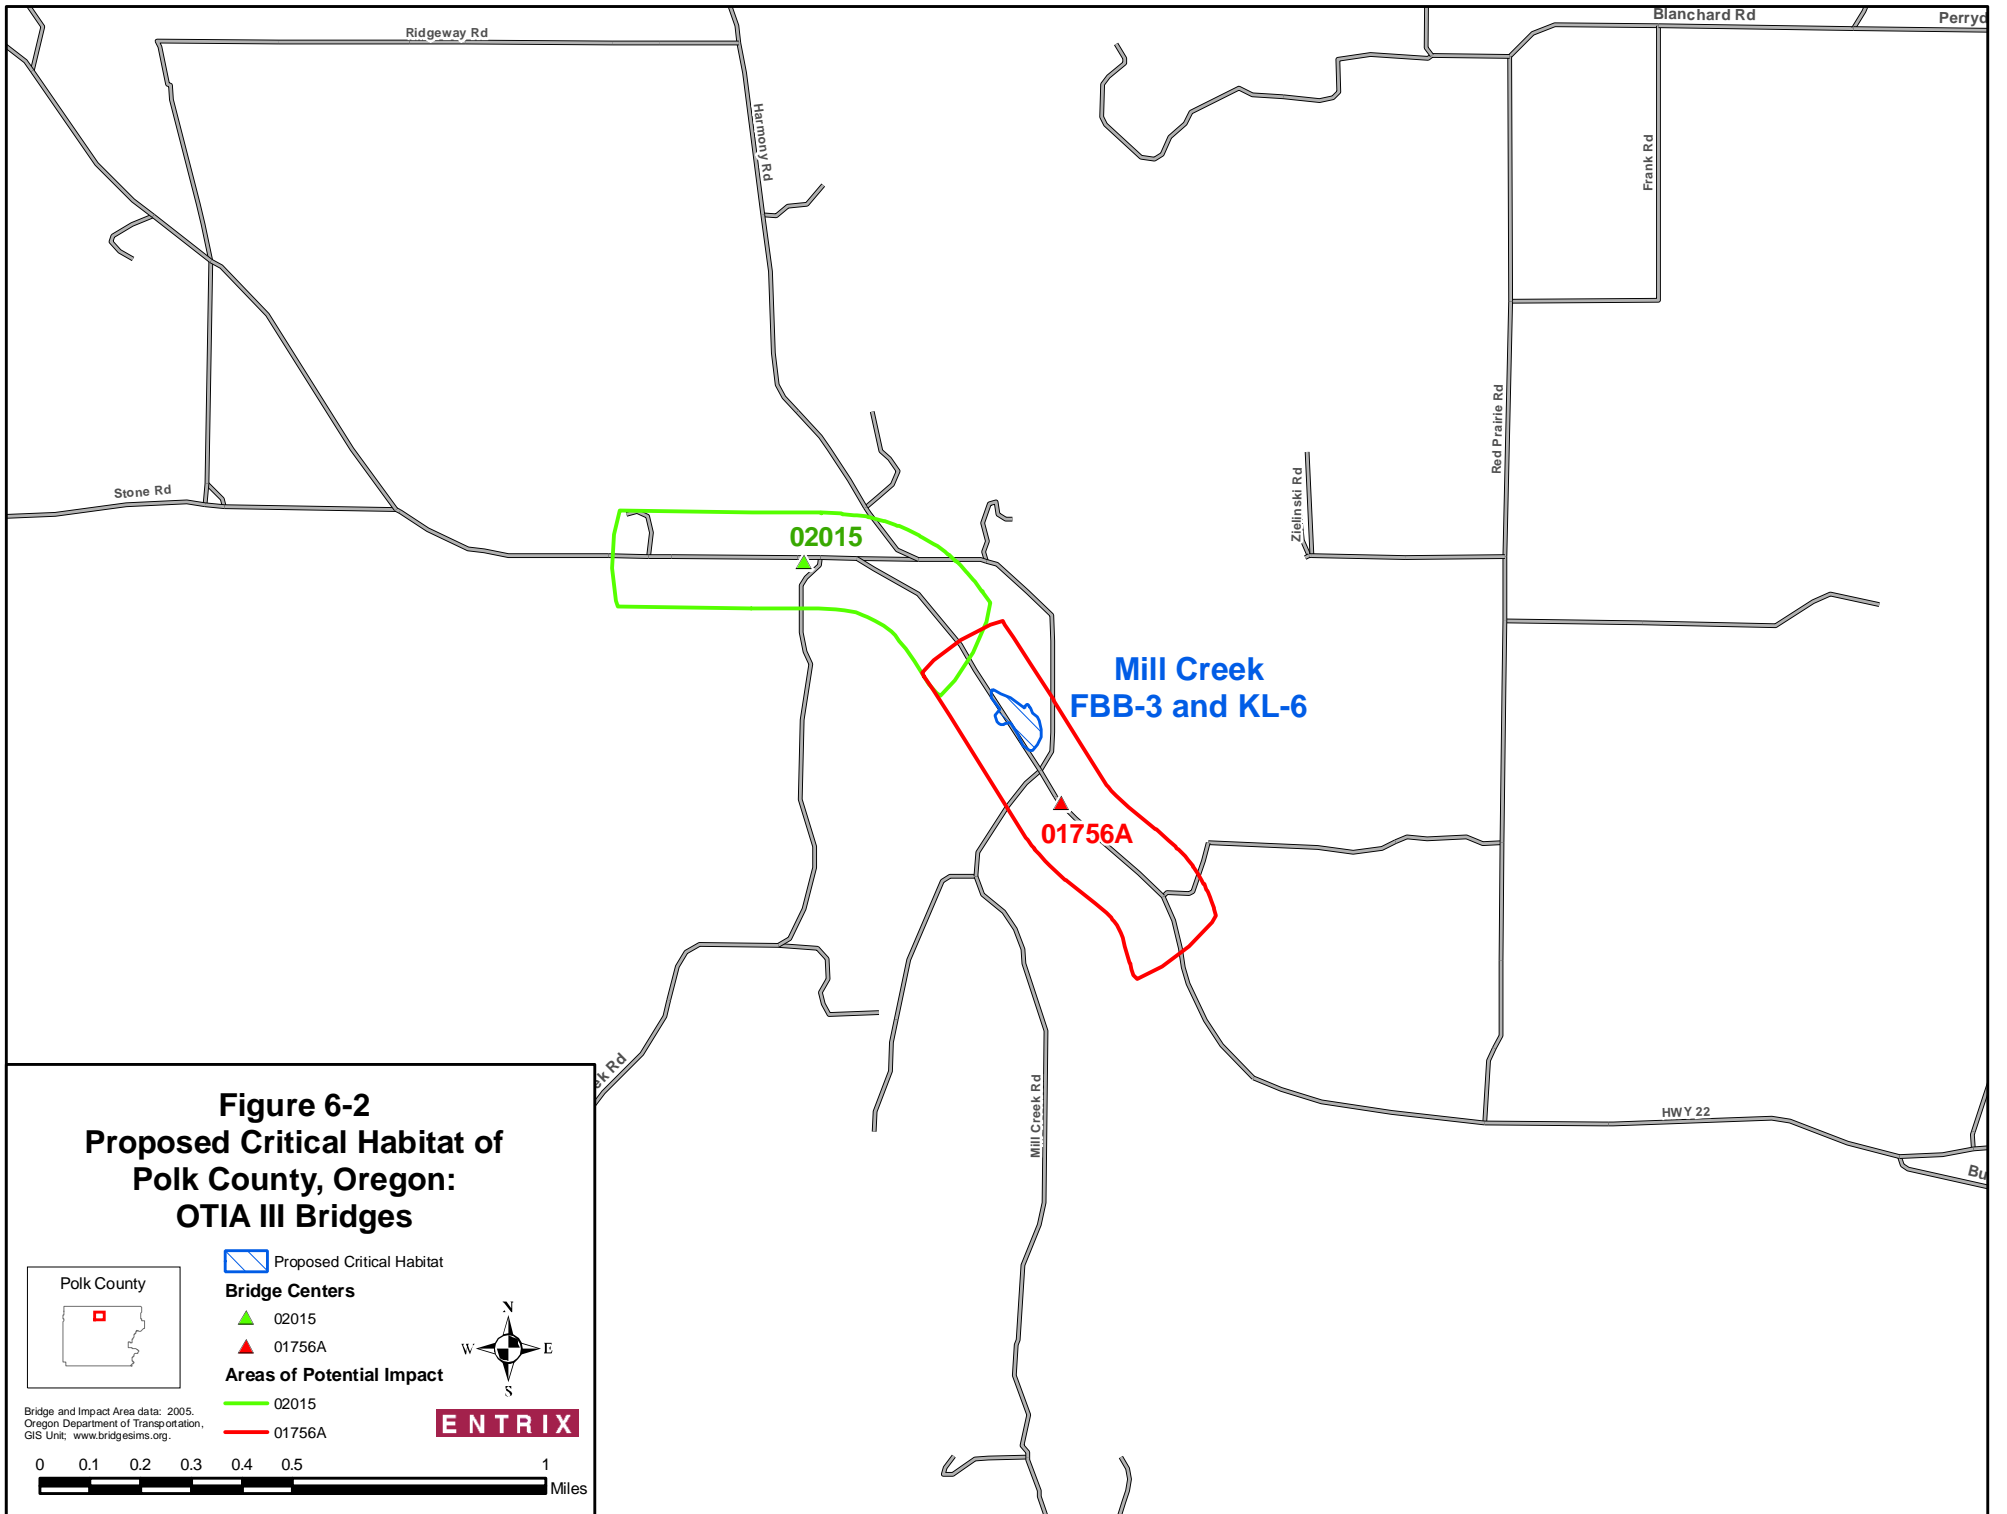 Blanchard Rd
Perryd
Ridgeway Rd
Harmony Rd
Frank Rd
Red Prairie Rd
Zielinski Rd
Stone Rd
02015
Mill Creek
FBB-3 and KL-6
01756A
ek Rd
Mill Creek Rd
HWY 22
Bu
Figure 6-2
Proposed Critical Habitat of
Polk County, Oregon:
OTIA III Bridges
Polk County
Proposed Critical Habitat
Bridge Centers
02015
01756A
Areas of Potential Impact
02015
01756A
N
W E
S
Bridge and Impact Area data: 2005.
Oregon Department of Transportation,
GIS Unit; www.bridgesims.org.
ENTRIX
0 0.1 0.2 0.3 0.4 0.5 1
Miles